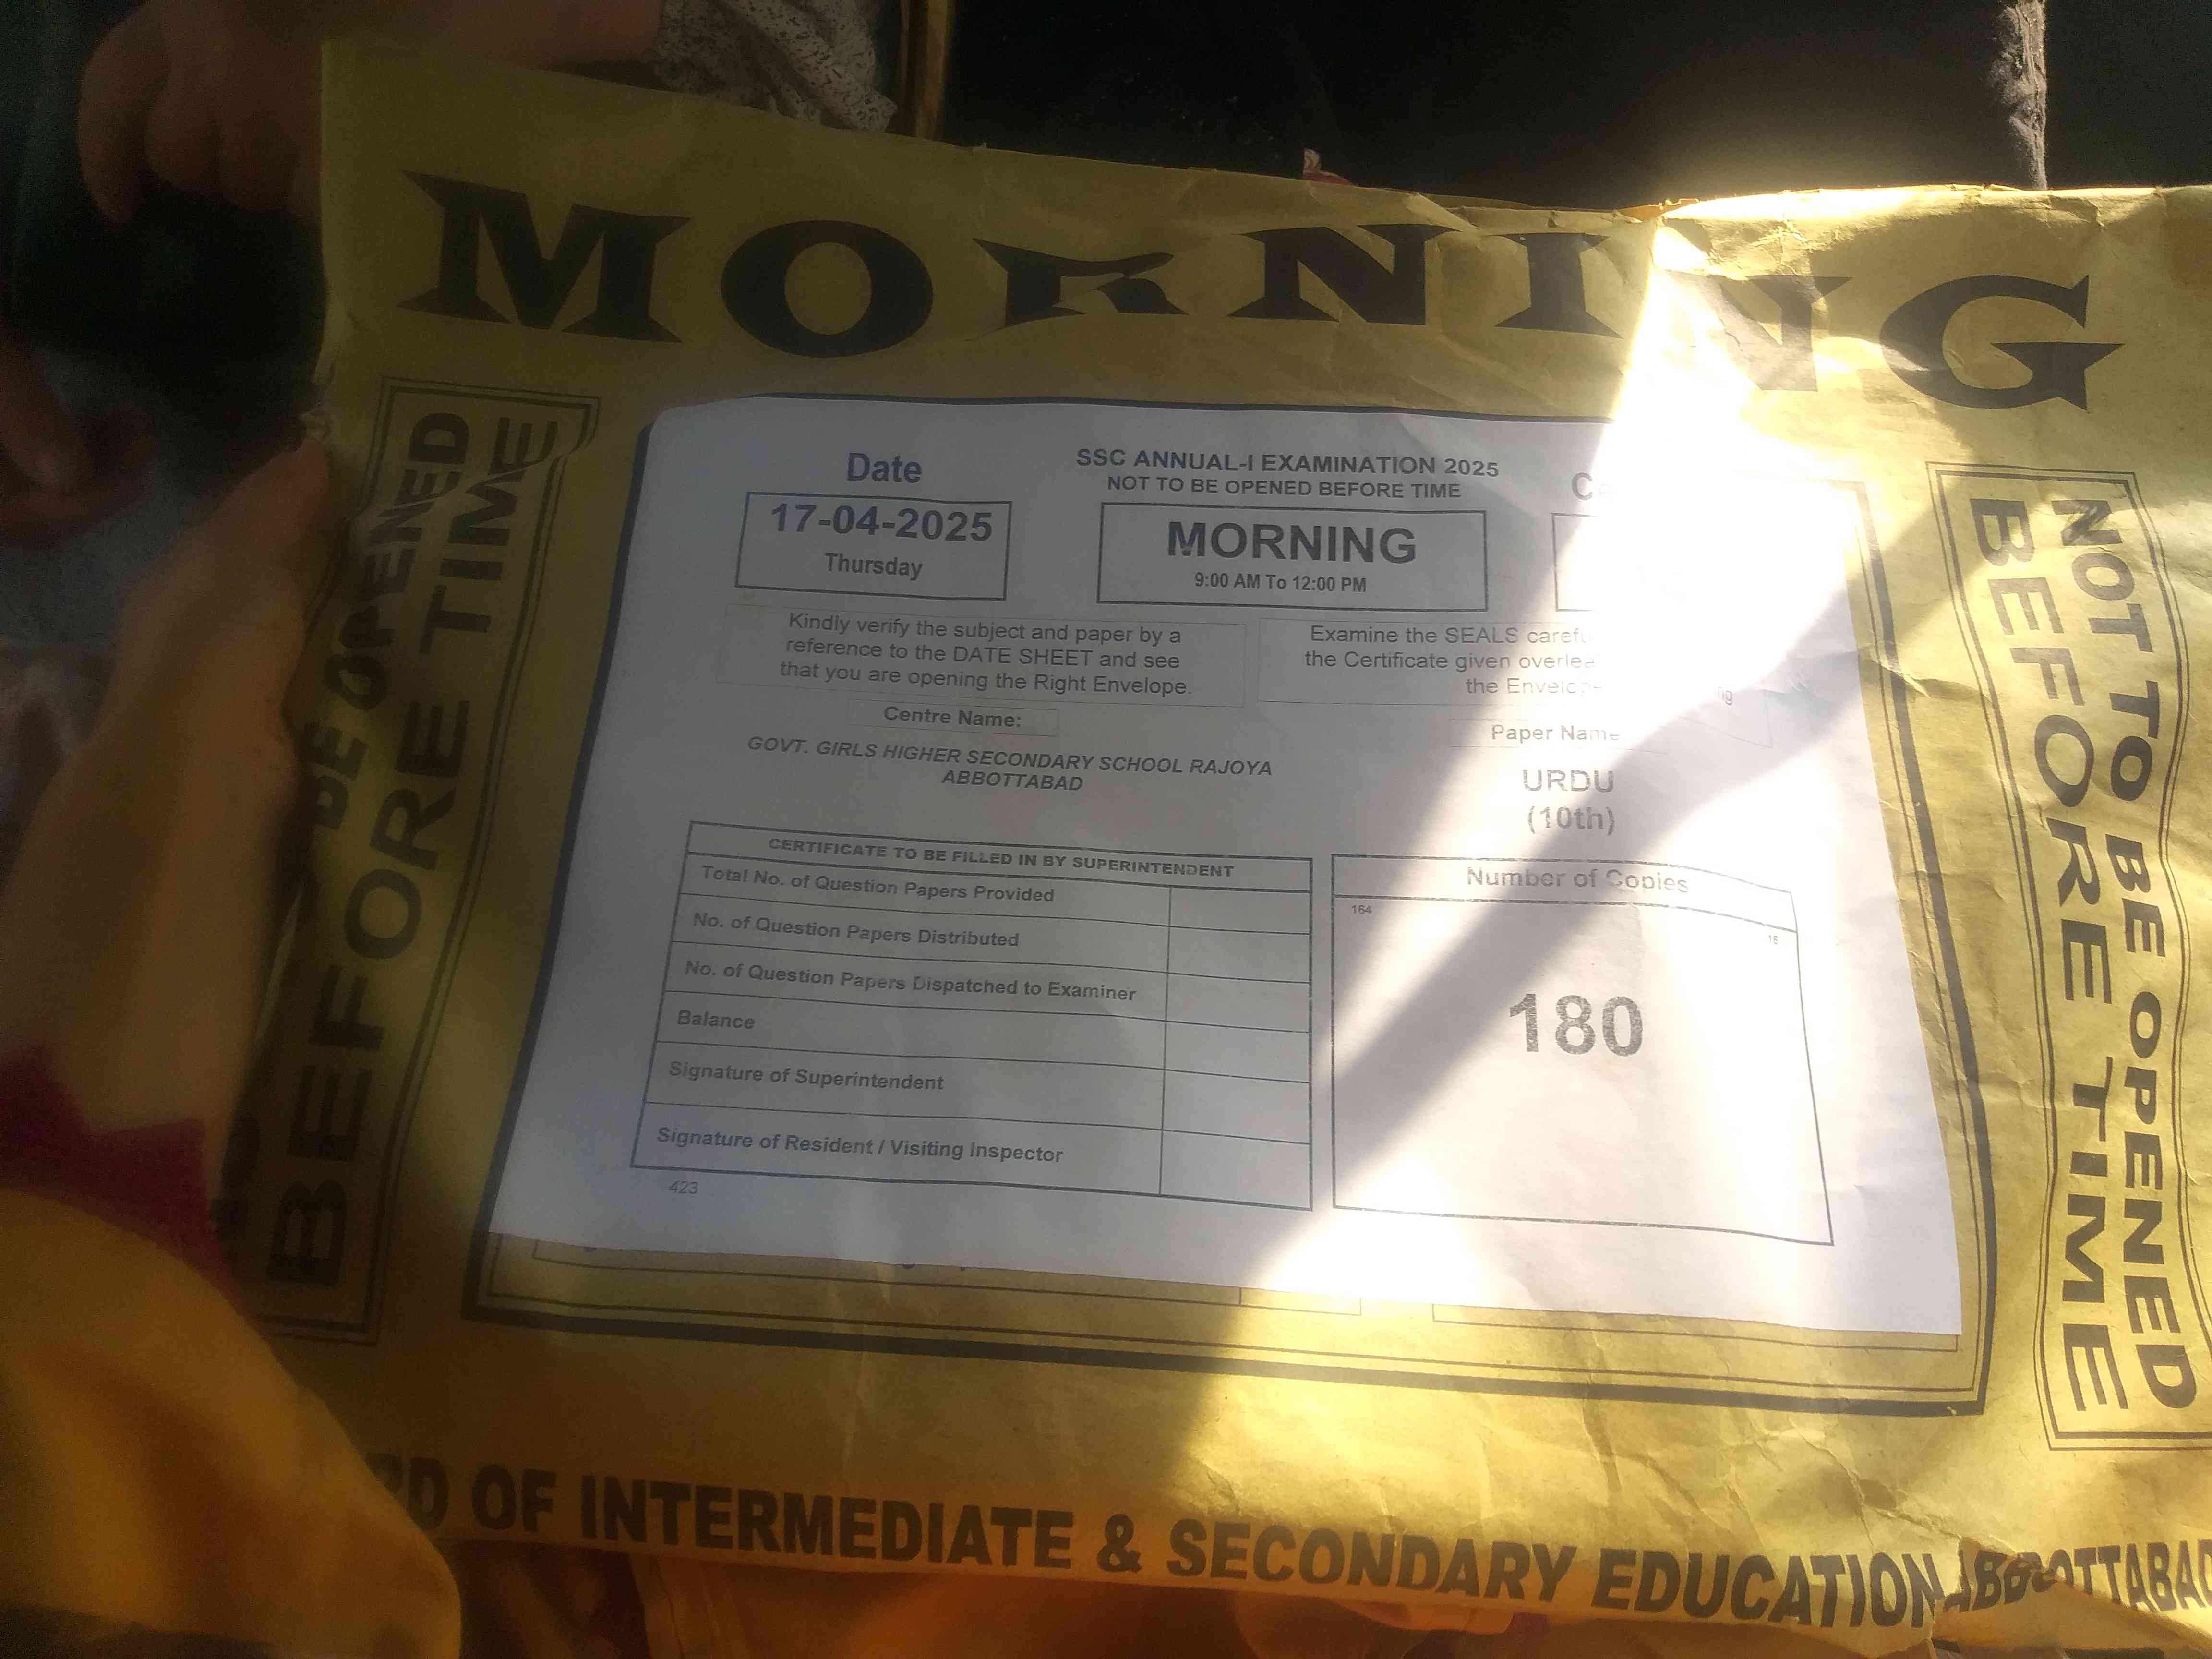 MORNING
BE OPENED
BEFORE TIME
NOT TO BE OPENED
BEFORE TIME
Date
17-04-2025
Thursday
SSC ANNUAL-I EXAMINATION 2025
NOT TO BE OPENED BEFORE TIME
MORNING
9:00 AM To 12:00 PM
Kindly verify the subject and paper by a
reference to the DATE SHEET and see
that you are opening the Right Envelope.
Examine the SEALS
the Certificate given
the
Centre Name:
GOVT. GIRLS HIGHER SECONDARY SCHOOL RAJOYA
ABBOTTABAD
Paper Name
URDU
(10th)
CERTIFICATE TO BE FILLED IN BY SUPERINTENDENT
Total No. of Question Papers Provided
No. of Question Papers Distributed
No. of Question Papers Dispatched to Examiner
Balance
Signature of Superintendent
Signature of Resident / Visiting Inspector
423
Number of Copies
164
16
180
OF INTERMEDIATE & SECONDARY EDUCATION ABBOTTABAD